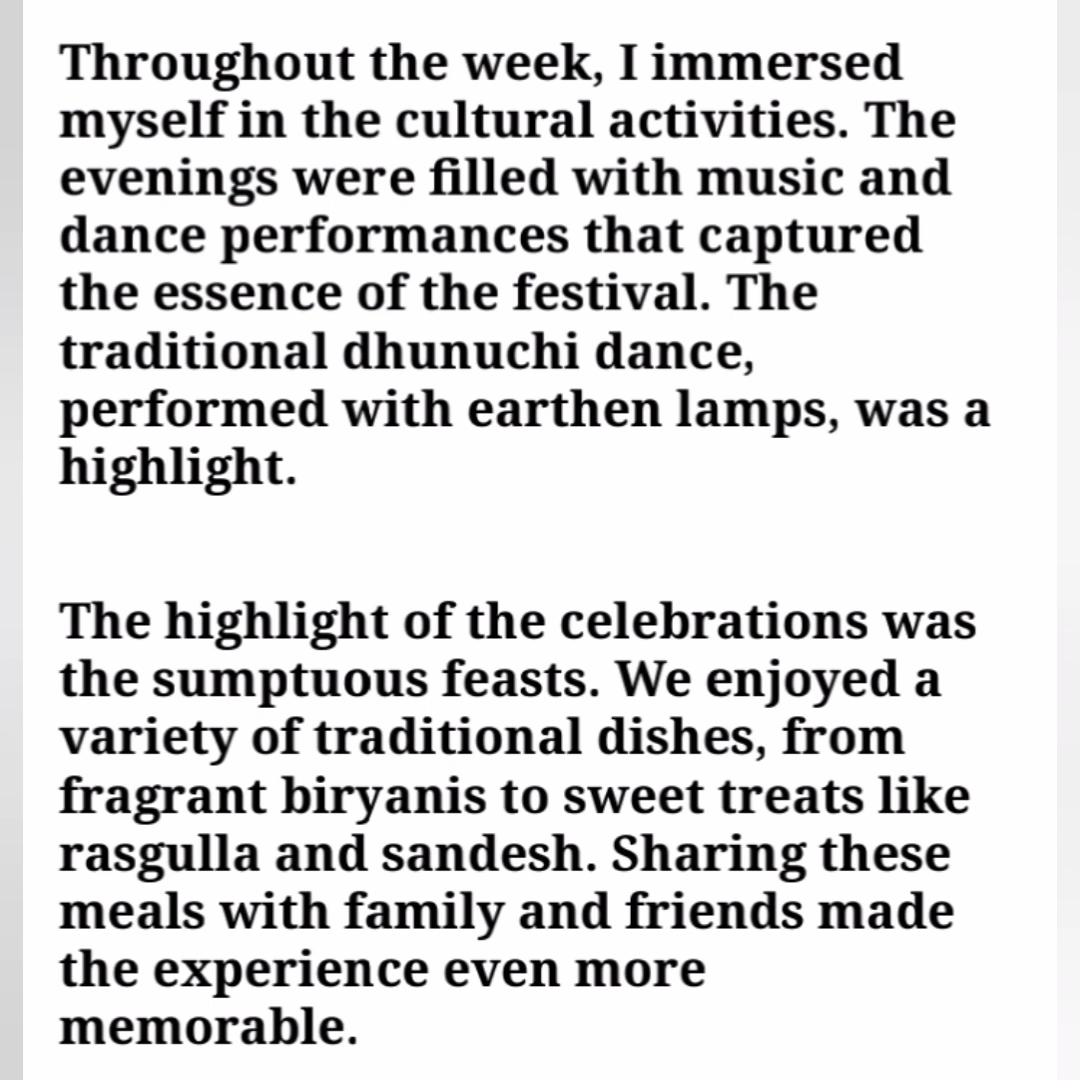 Throughout the week, I immersed
myself in the cultural activities. The
evenings were filled with music and
dance performances that captured
the essence of the festival. The
traditional dhunuchi dance,
performed with earthen lamps, was a
highlight.
The highlight of the celebrations was
the sumptuous feasts. We enjoyed a
variety of traditional dishes, from
fragrant biryanis to sweet treats like
rasgulla and sandesh. Sharing these
meals with family and friends made
the experience even more
memorable.